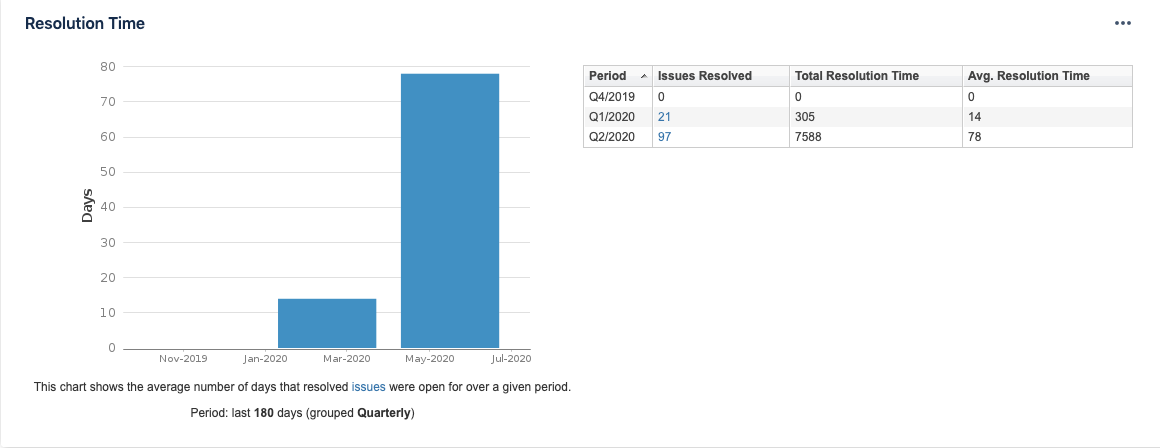 Resolution Time
80
70
60
50
40
30
20
10
0
Days
Nov-2019 Jan-2020 Mar-2020 May-2020 Jul-2020
Period Issues Resolved Total Resolution Time Avg. Resolution Time
Q4/2019 0 0 0
Q1/2020 21 305 14
Q2/2020 97 7588 78
This chart shows the average number of days that resolved issues were open for over a given period.
Period: last 180 days (grouped Quarterly)